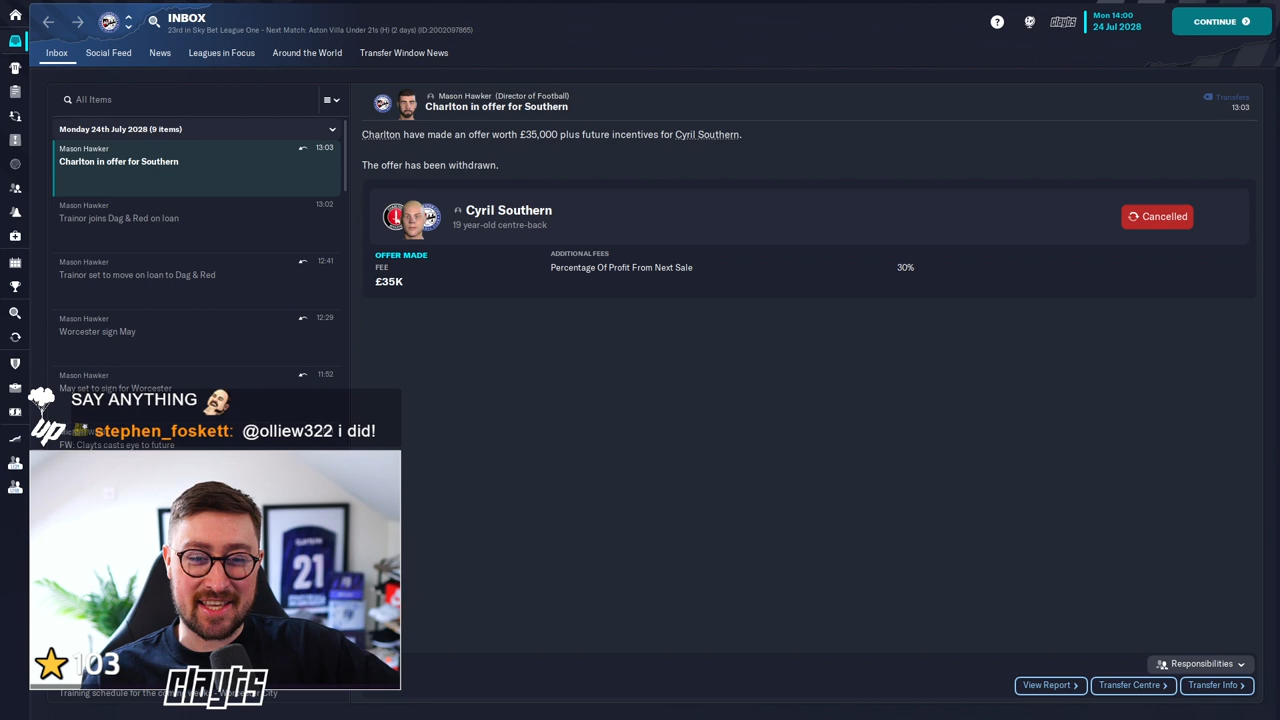 INBOX
23rd in Sky Bet League One - Next Match: Aston Villa Under 21s (H) (2 days) (ID:2002097865)
clayts
Mon 14:00
24 Jul 2028
CONTINUE
Inbox
Social Feed
News
Leagues in Focus
Around the World
Transfer Window News
All Items
Monday 24th July 2028 (9 items)
Mason Hawker
13:03
Charlton in offer for Southern
Mason Hawker
13:02
Trainor joins Dag & Red on loan
Mason Hawker
12:41
Trainor set to move on loan to Dag & Red
Mason Hawker
12:29
Worcester sign May
Mason Hawker
11:52
May set to sign for Worcester
FW: Clayts casts eye to future
Mason Hawker (Director of Football)
Charlton in offer for Southern
Transfers
13:03
Charlton have made an offer worth £35,000 plus future incentives for Cyril Southern.
The offer has been withdrawn.
Cyril Southern
19 year-old centre-back
Cancelled
OFFER MADE
FEE
£35K
ADDITIONAL FEES
Percentage Of Profit From Next Sale
30%
SAY ANYTHING
up
stephen_foskett: @olliew322 i did!
21
103
clayts
Responsibilities
View Report
Transfer Centre
Transfer Info